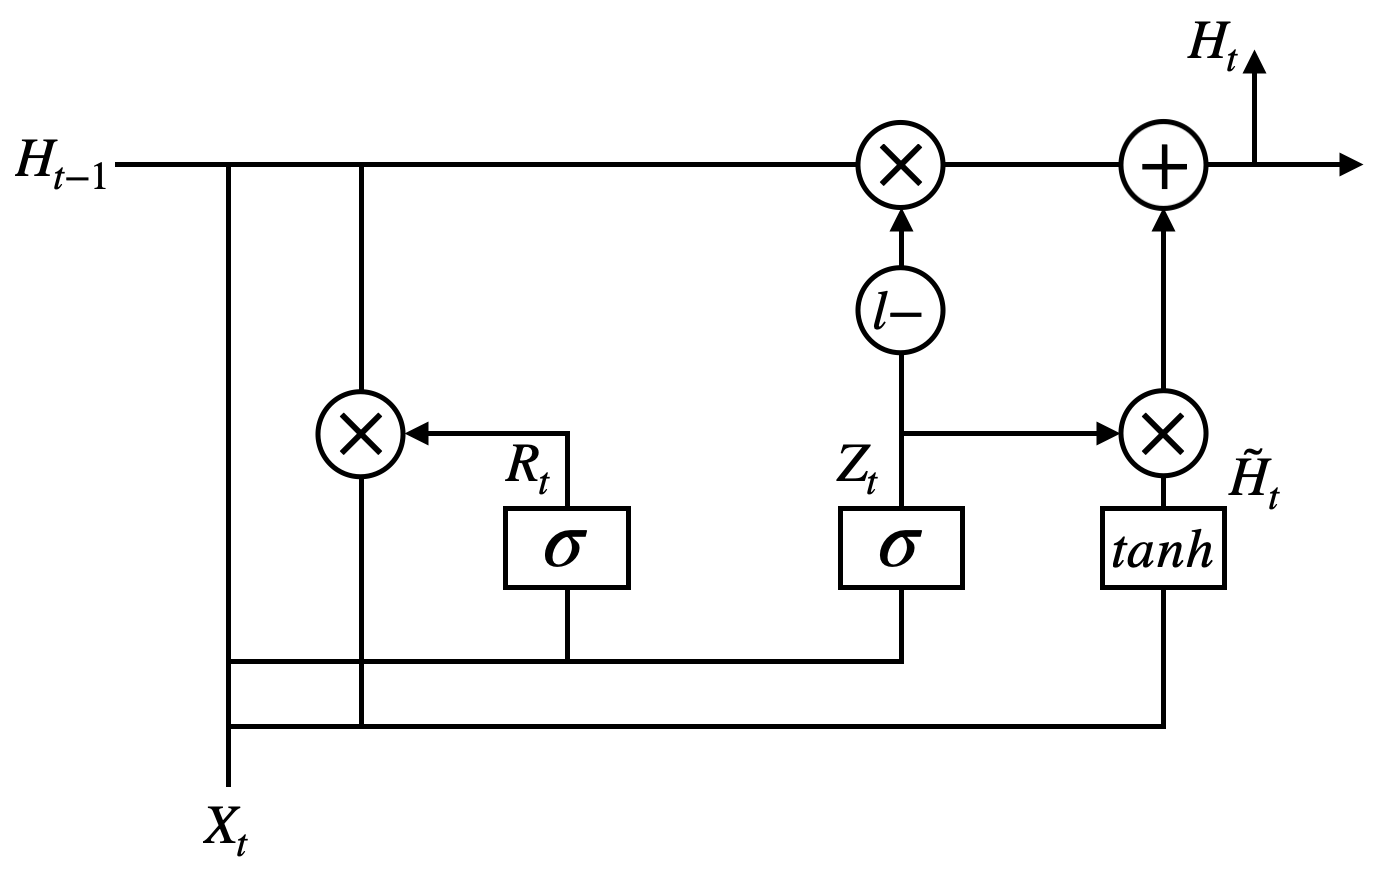 H_t
H_{t−1}
×
+
l−
×
×
R_t
Z_t
H̃_t
σ
σ
tanh
X_t